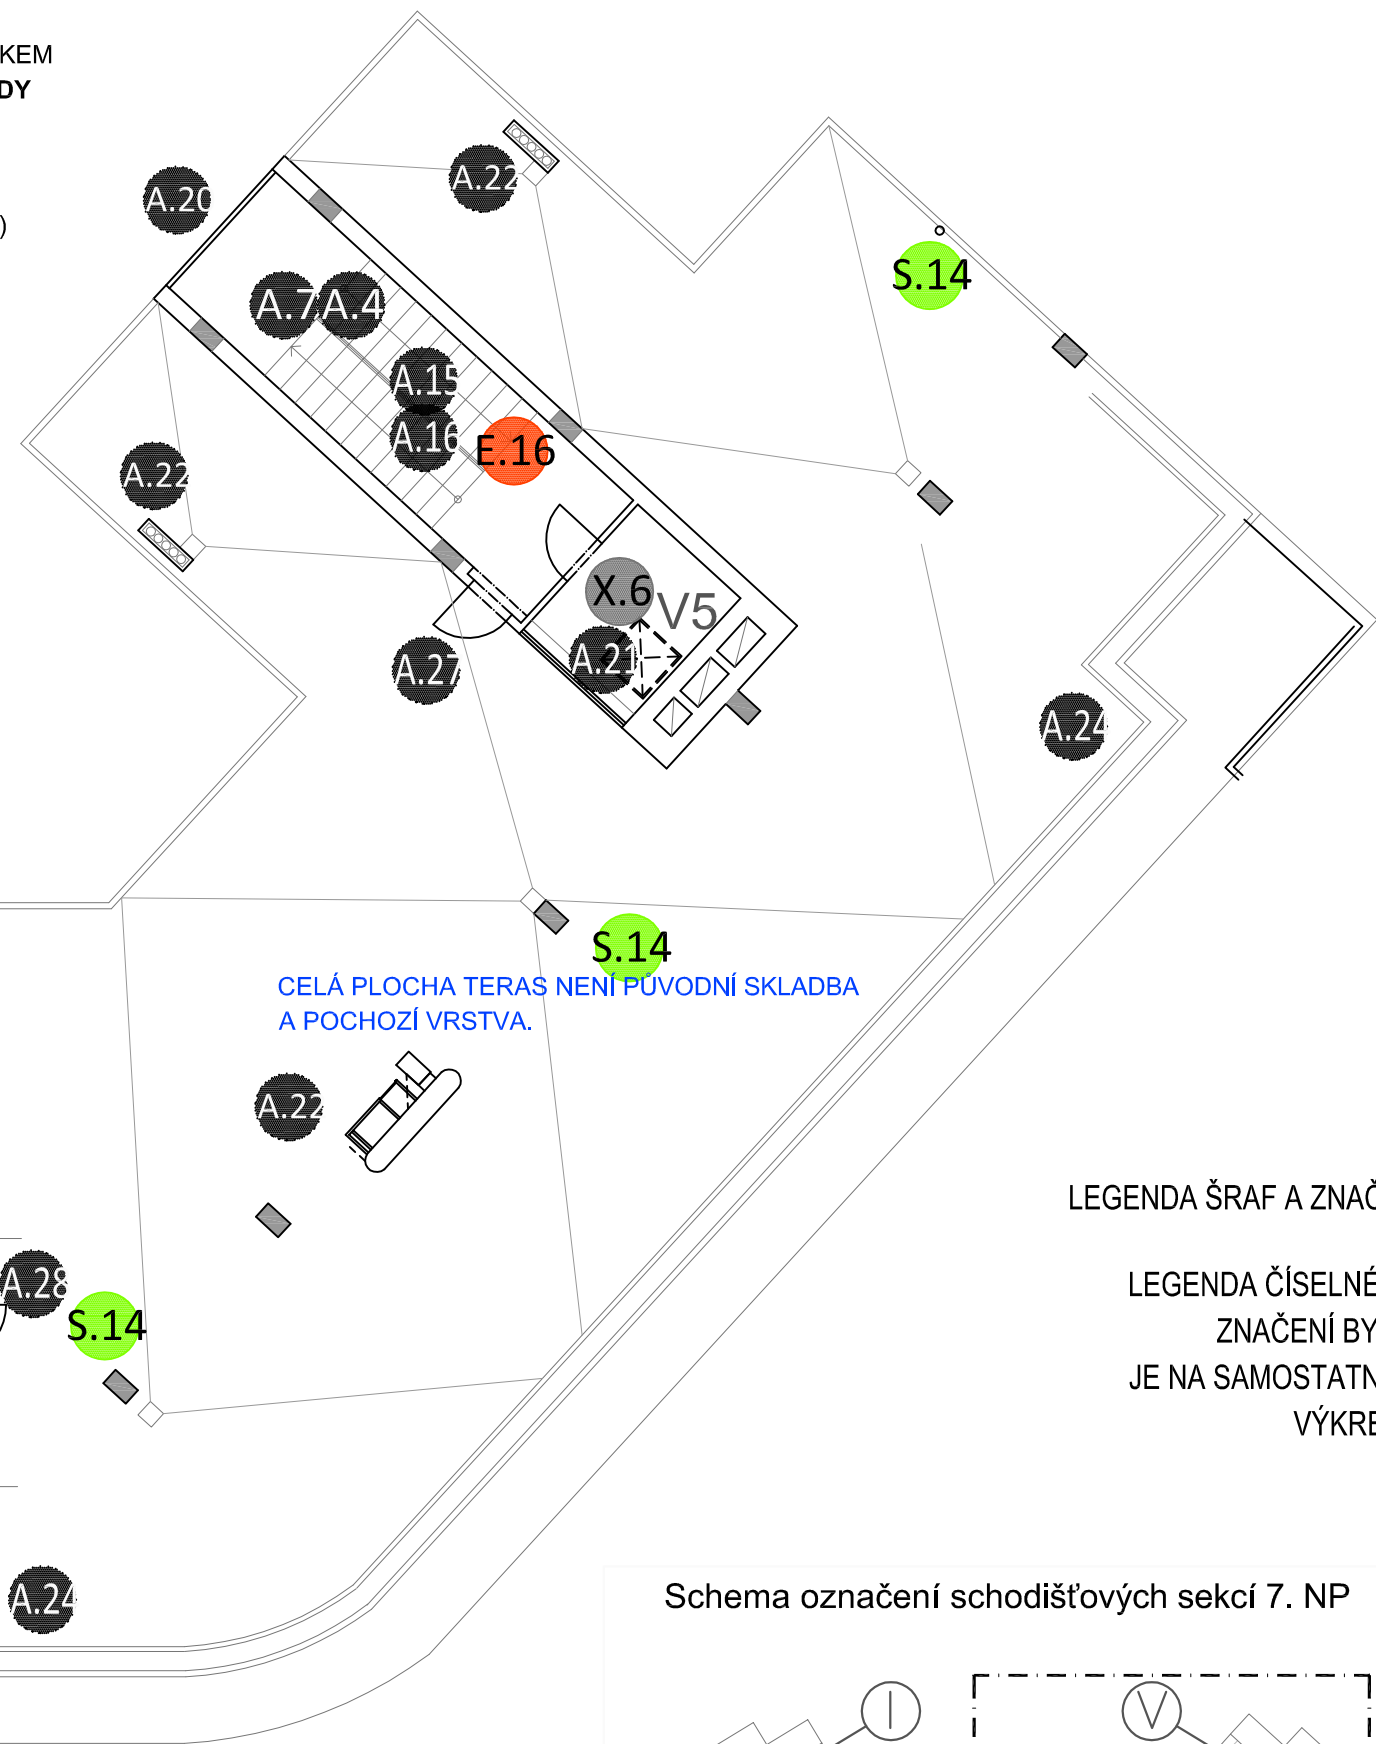 KEM
DY
)
A.20
A.22
S.14
A.7
A.4
A.15
A.16
E.16
A.22
X.6
V5
A.21
A.27
A.24
S.14
CELÁ PLOCHA TERAS NENÍ PŮVODNÍ SKLADBA
A POCHOZÍ VRSTVA.
A.22
LEGENDA ŠRAF A ZNAČ
LEGENDA ČÍSELNÉ
ZNAČENÍ BY
JE NA SAMOSTATN
VÝKRE
A.28
S.14
A.24
Schema označení schodišťových sekcí 7. NP
I
V